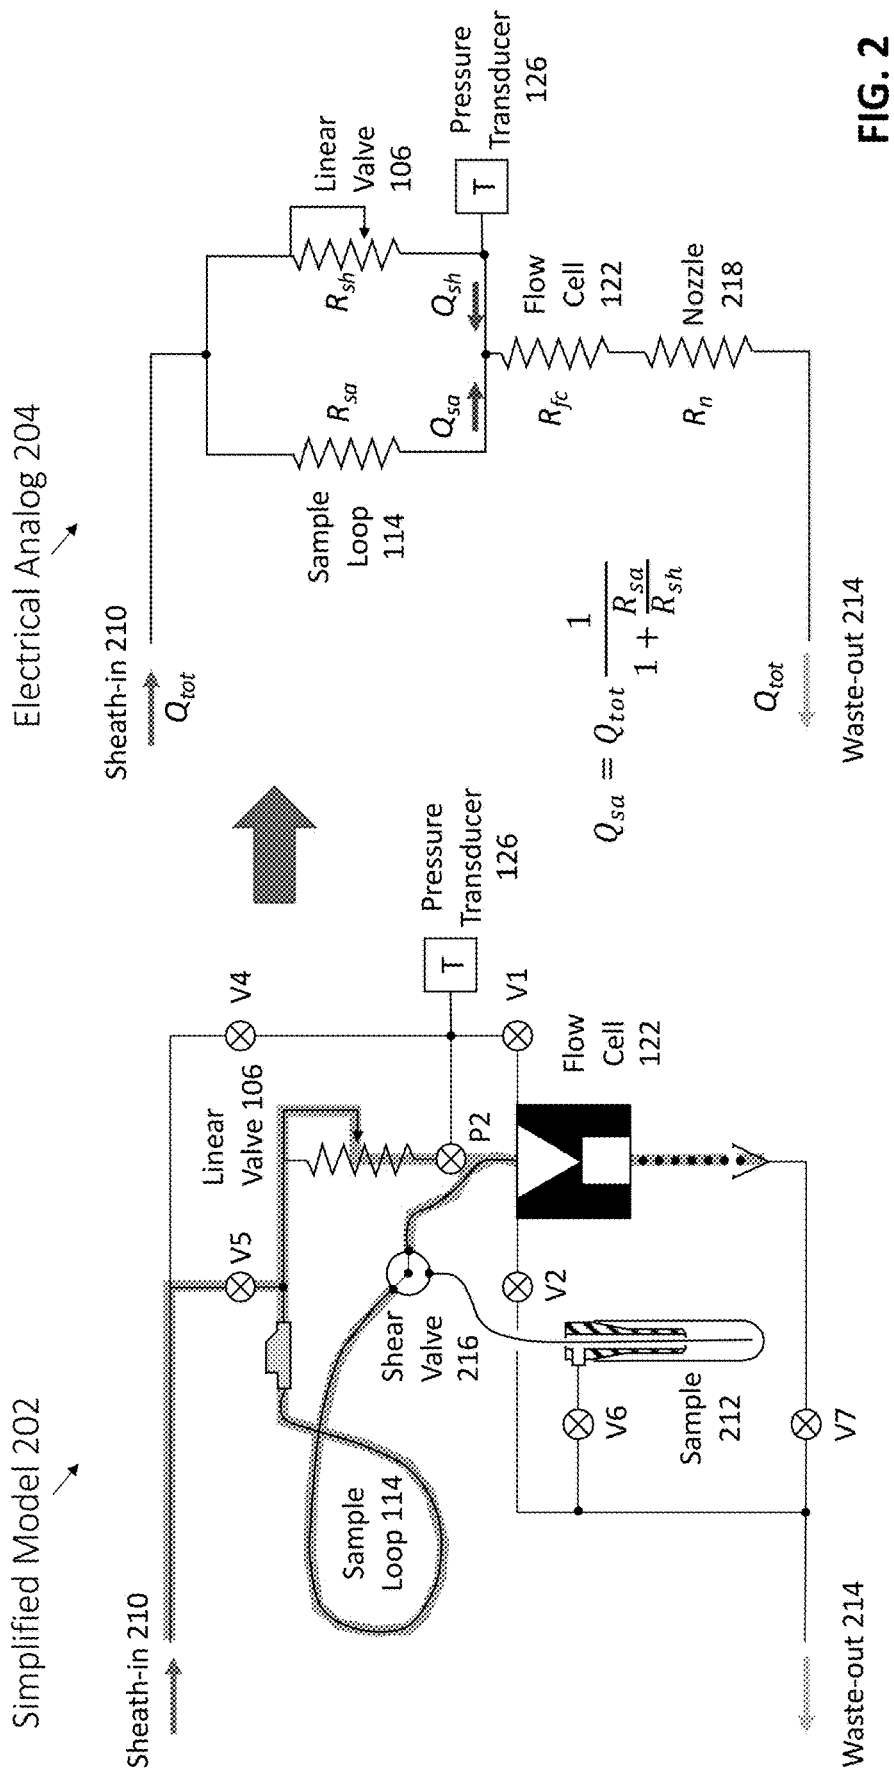 Simplified Model 202
Sheath-in 210
V5
V4
Linear
Valve 106
Sample
Loop 114
Shear
Valve
216
P2
T
Pressure
Transducer
126
V2
V1
Flow
Cell
122
V6
Sample
212
V7
Waste-out 214
Electrical Analog 204
Sheath-in 210
Q_tot
Sample
Loop
114
R_sa
R_sh
Linear
Valve
106
Q_sa
Q_sh
T
Pressure
Transducer
126
R_fc
Flow
Cell
122
R_n
Nozzle
218
Q_sa = Q_tot 1 / (1 + R_sa / R_sh)
Q_tot
Waste-out 214
FIG. 2